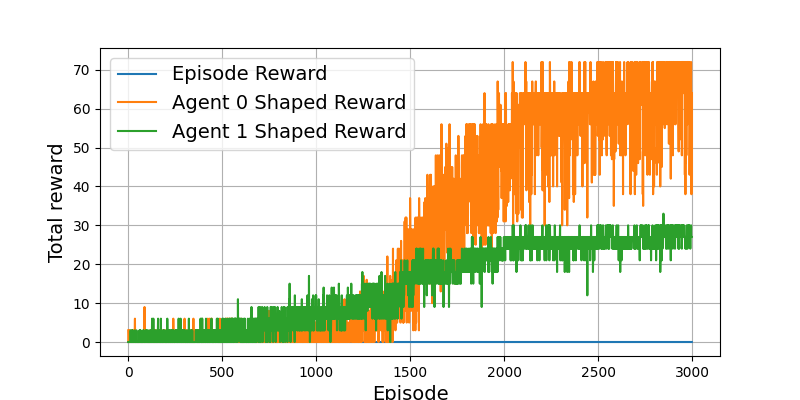 Episode Reward
Agent 0 Shaped Reward
Agent 1 Shaped Reward
Total reward
70
60
50
40
30
20
10
0
0 500 1000 1500 2000 2500 3000
Episode